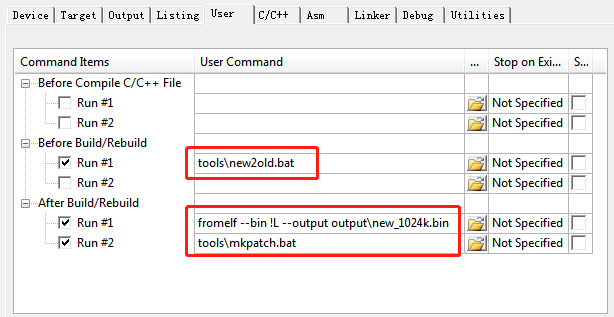 Device Target Output Listing User C/C++ Asm Linker Debug Utilities
Command Items User Command ... Stop on Exi... S...
Before Compile C/C++ File
Run #1 Not Specified
Run #2 Not Specified
Before Build/Rebuild
Run #1 tools\new2old.bat Not Specified
Run #2 Not Specified
After Build/Rebuild
Run #1 fromelf --bin !L --output output\new_1024k.bin Not Specified
Run #2 tools\mkpatch.bat Not Specified